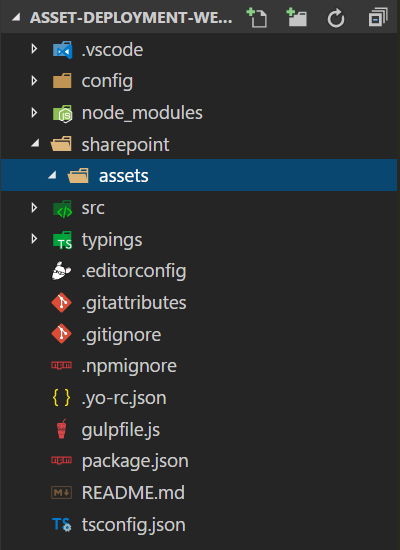 ASSET-DEPLOYMENT-WE...
.vscode
config
node_modules
sharepoint
assets
src
typings
.editorconfig
.gitattributes
.gitignore
.npmignore
.yo-rc.json
gulpfile.js
package.json
README.md
tsconfig.json